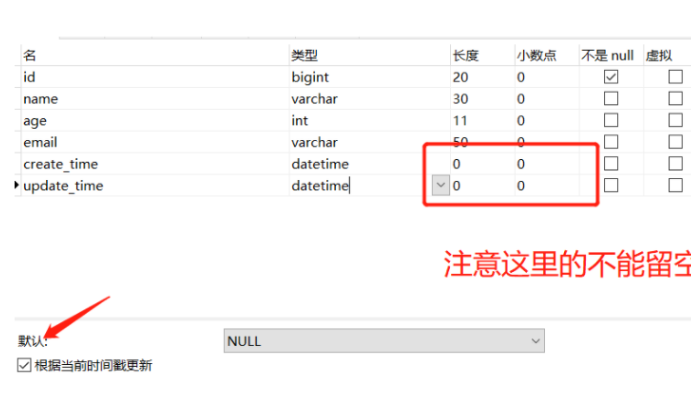 名 类型 长度 小数点 不是 null 虚拟
id bigint 20 0
name varchar 30 0
age int 11 0
email varchar 50 0
create_time datetime 0 0
update_time datetime 0 0
注意这里的不能留空
默认: NULL
根据当前时间戳更新